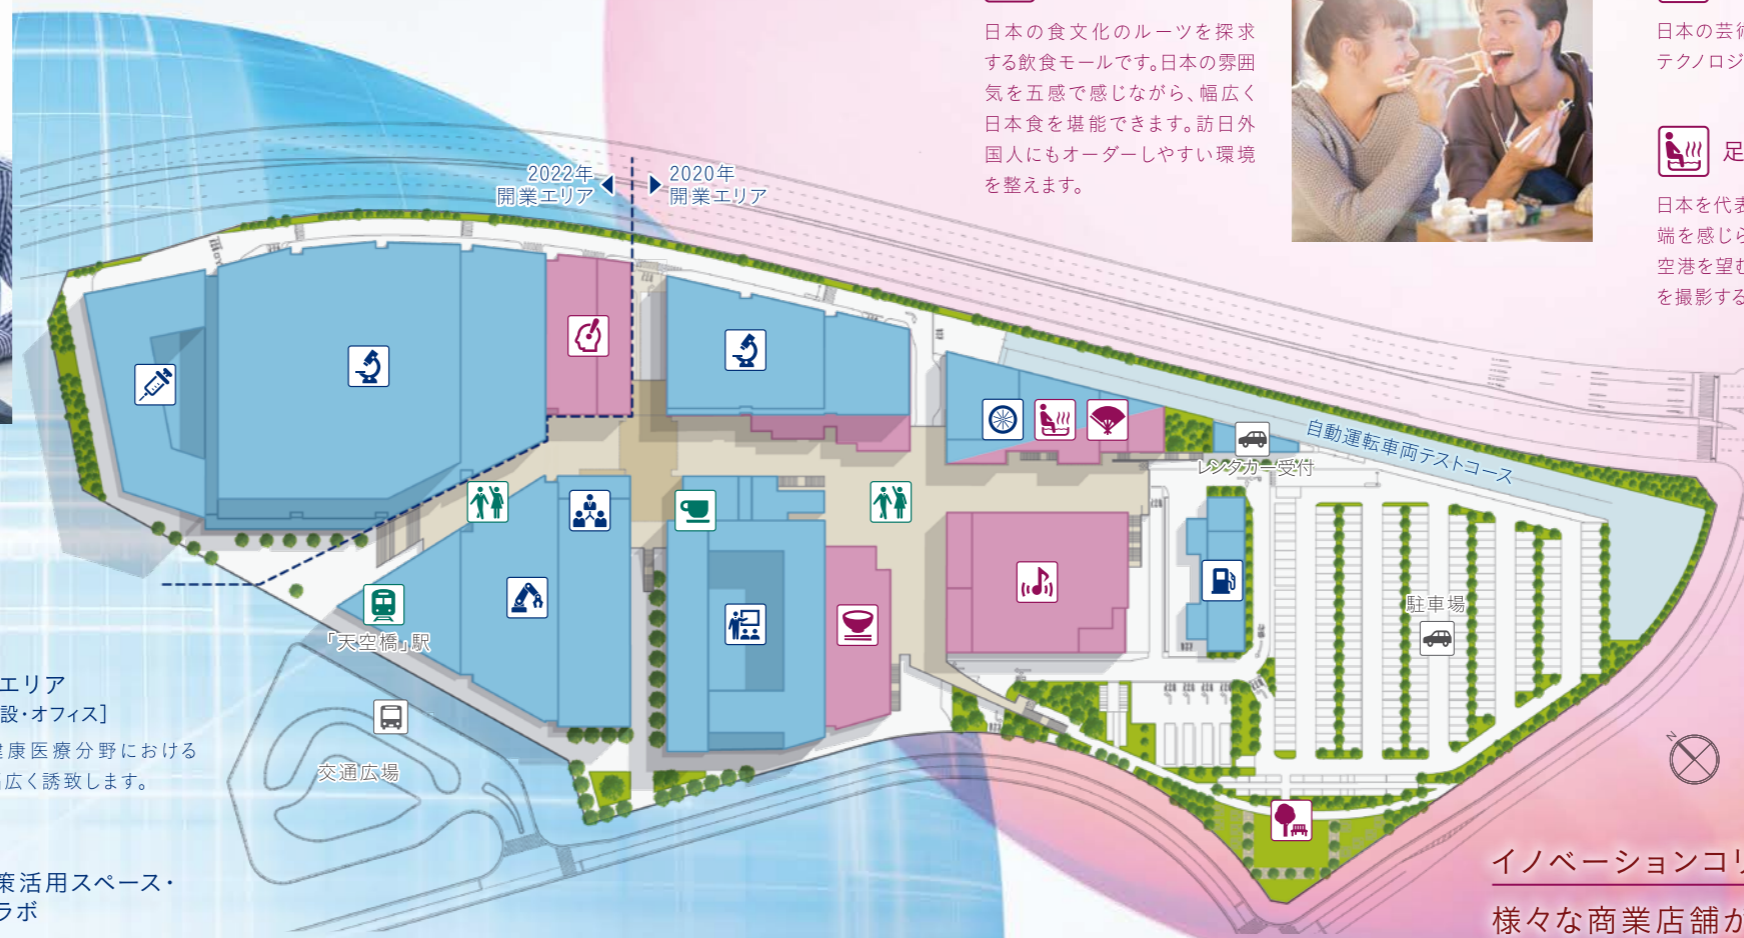 日本の食文化のルーツを探求
する飲食モールです。日本の雰囲
気を五感で感じながら、幅広く
日本食を堪能できます。訪日外
国人にもオーダーしやすい環境
を整えます。
日本の芸術
テクノロジ
足
日本を代表
端を感じら
空港を望む
を撮影する
2022年
開業エリア
2020年
開業エリア
自動運転車両テストコース
レンタカー受付
駐車場
「天空橋」駅
交通広場
エリア
設・オフィス]
健康医療分野における
幅広く誘致します。
策活用スペース・
ラボ
N
イノベーションコリ
様々な商業店舗が